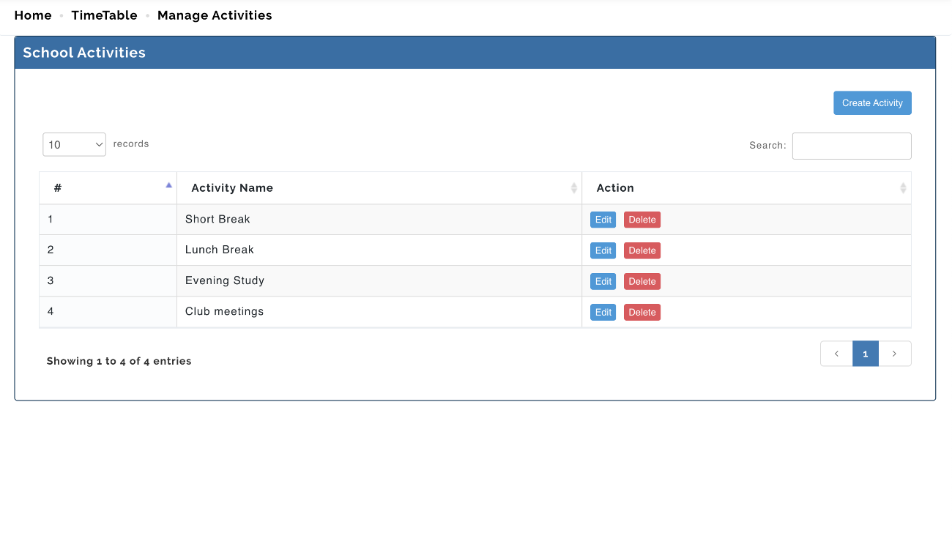 Home • TimeTable • Manage Activities
School Activities
Create Activity
10 records Search:
# Activity Name Action
1 Short Break Edit Delete
2 Lunch Break Edit Delete
3 Evening Study Edit Delete
4 Club meetings Edit Delete
Showing 1 to 4 of 4 entries
‹ 1 ›